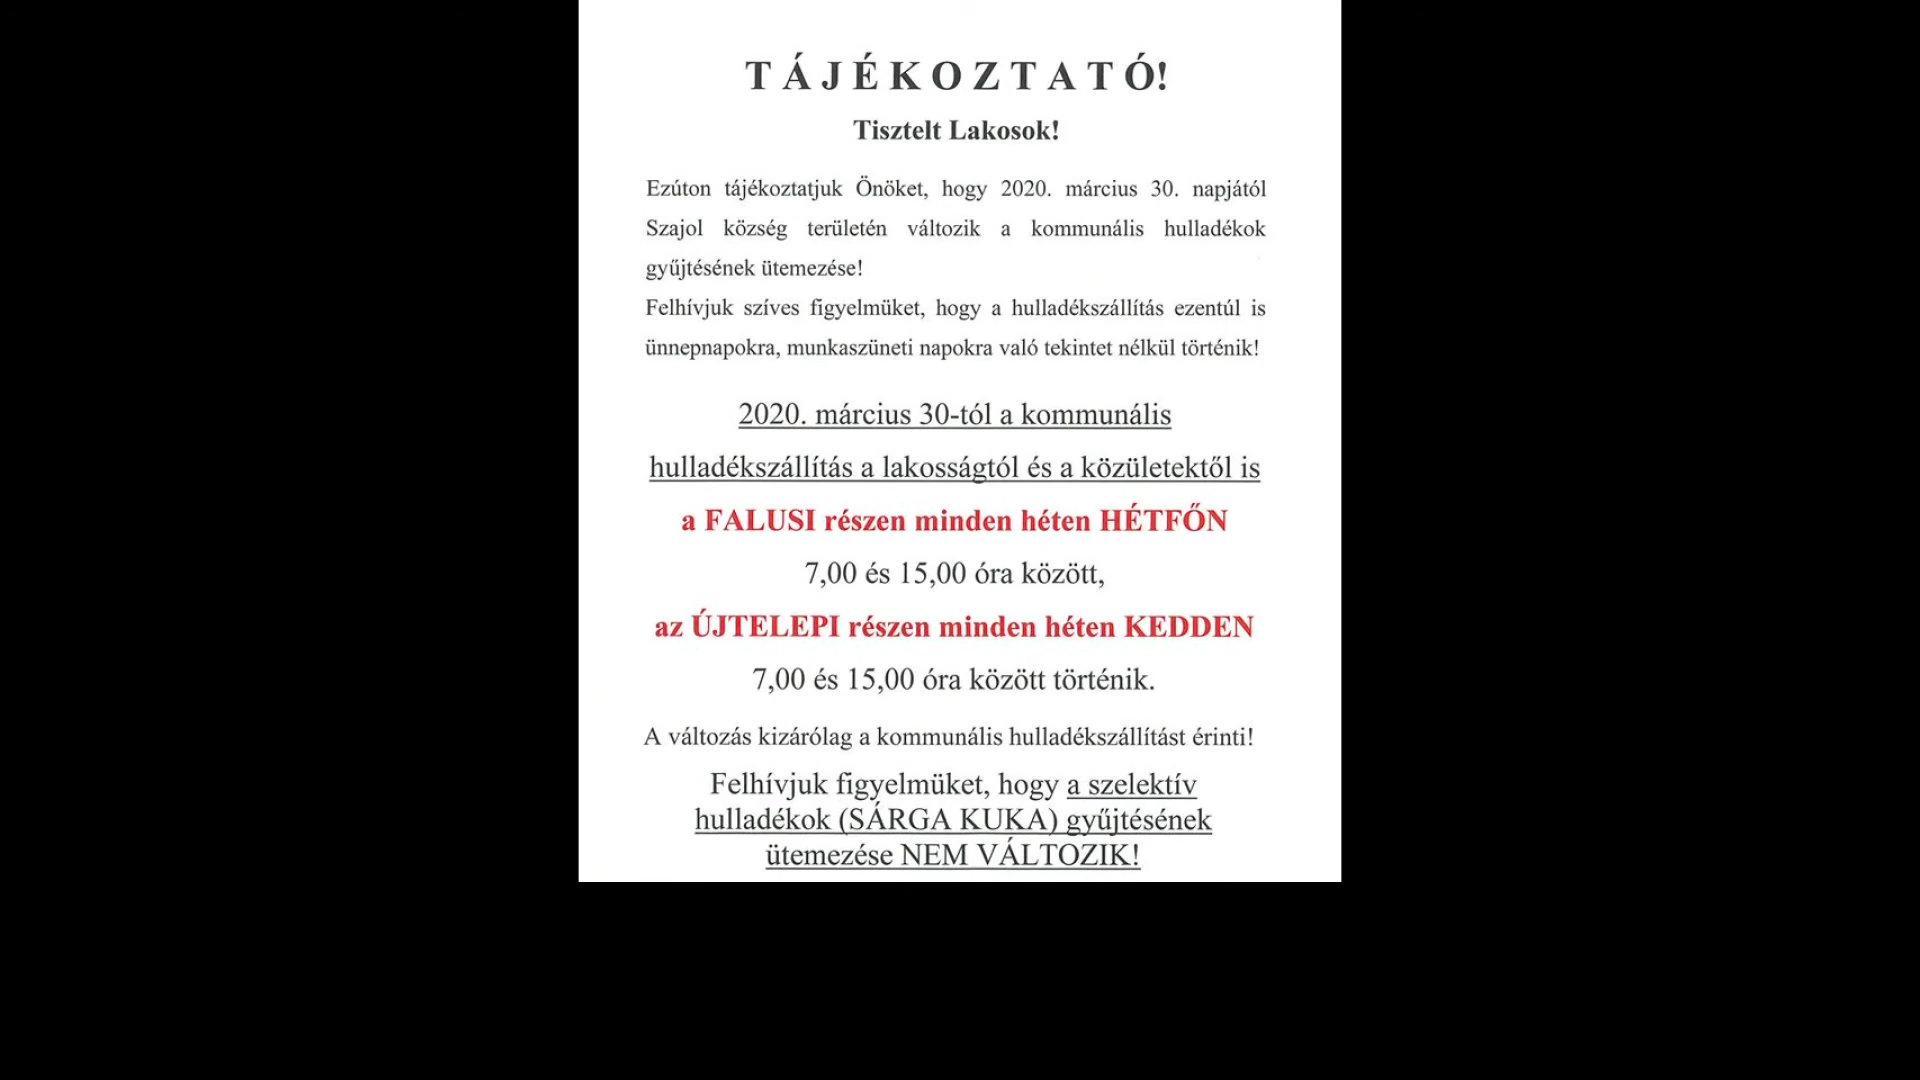 TÁJÉKOZTATÓ!
Tisztelt Lakosok!
Ezúton tájékoztatjuk Önöket, hogy 2020. március 30. napjától
Szajol község területén változik a kommunális hulladékok
gyűjtésének ütemezése!
Felhívjuk szíves figyelmüket, hogy a hulladékszállítás ezentúl is
ünnepnapokra, munkaszüneti napokra való tekintet nélkül történik!
2020. március 30-tól a kommunális
hulladékszállítás a lakosságtól és a közületektől is
a FALUSI részen minden héten HÉTFŐN
7,00 és 15,00 óra között,
az ÚJTELEPI részen minden héten KEDDEN
7,00 és 15,00 óra között történik.
A változás kizárólag a kommunális hulladékszállítást érinti!
Felhívjuk figyelmüket, hogy a szelektív
hulladékok (SÁRGA KUKA) gyűjtésének
ütemezése NEM VÁLTOZIK!